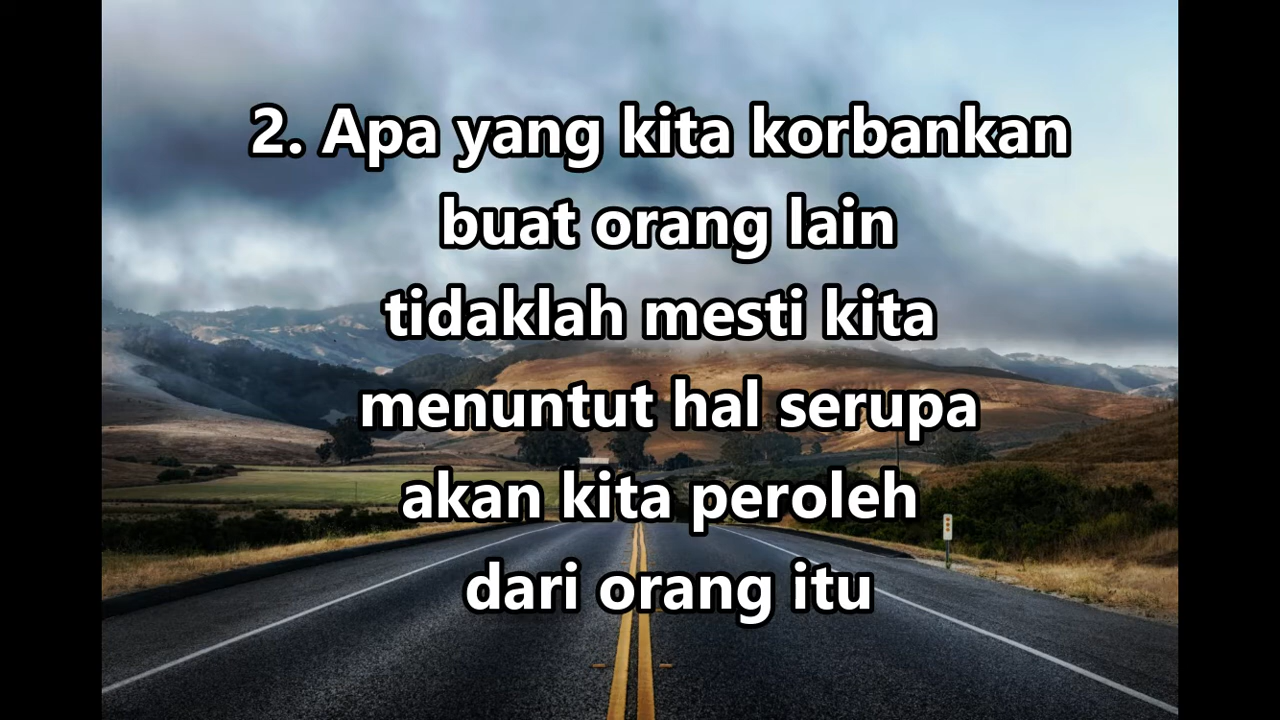 2. Apa yang kita korbankan
buat orang lain
tidaklah mesti kita
menuntut hal serupa
akan kita peroleh
dari orang itu